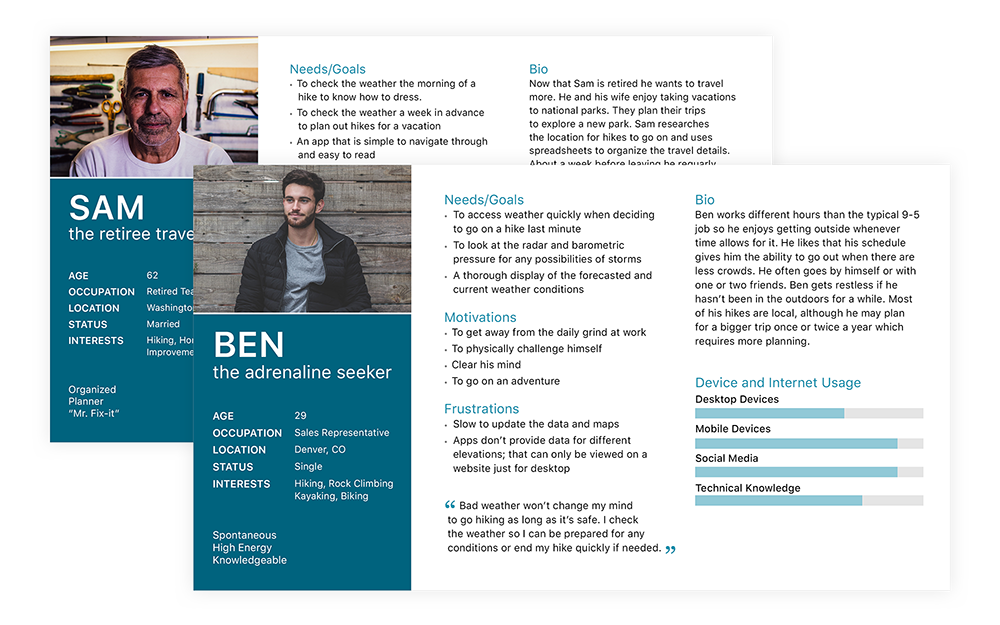 Needs/Goals
· To check the weather the morning of a
hike to know how to dress.
· To check the weather a week in advance
to plan out hikes for a vacation
· An app that is simple to navigate through
and easy to read
Bio
Now that Sam is retired he wants to travel
more. He and his wife enjoy taking vacations
to national parks. They plan their trips
to explore a new park. Sam researches
the location for hikes to go on and uses
spreadsheets to organize the travel details.
About a week before leaving he reguarly
SAM
the retiree trave
AGE 62
OCCUPATION Retired Tea
LOCATION Washingto
STATUS Married
INTERESTS Hiking, Hor
Improveme
Organized
Planner
“Mr. Fix-it”
BEN
the adrenaline seeker
AGE 29
OCCUPATION Sales Representative
LOCATION Denver, CO
STATUS Single
INTERESTS Hiking, Rock Climbing
Kayaking, Biking
Spontaneous
High Energy
Knowledgeable
Needs/Goals
· To access weather quickly when deciding
to go on a hike last minute
· To look at the radar and barometric
pressure for any possibilities of storms
· A thorough display of the forecasted and
current weather conditions
Motivations
· To get away from the daily grind at work
· To physically challenge himself
· Clear his mind
· To go on an adventure
Frustrations
· Slow to update the data and maps
· Apps don’t provide data for different
elevations; that can only be viewed on a
website just for desktop
“ Bad weather won’t change my mind
to go hiking as long as it’s safe. I check
the weather so I can be prepared for any
conditions or end my hike quickly if needed. ”
Bio
Ben works different hours than the typical 9-5
job so he enjoys getting outside whenever
time allows for it. He likes that his schedule
gives him the ability to go out when there are
less crowds. He often goes by himself or with
one or two friends. Ben gets restless if he
hasn’t been in the outdoors for a while. Most
of his hikes are local, although he may plan
for a bigger trip once or twice a year which
requires more planning.
Device and Internet Usage
Desktop Devices
Mobile Devices
Social Media
Technical Knowledge